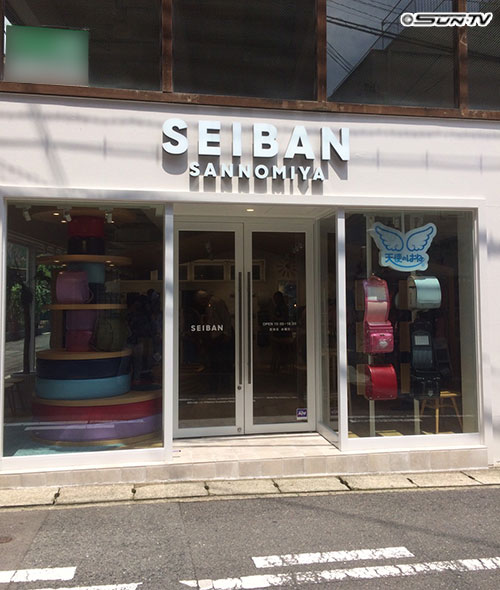 SUN-TV
SEIBAN
SANNOMIYA
天使のはね
SEIBAN